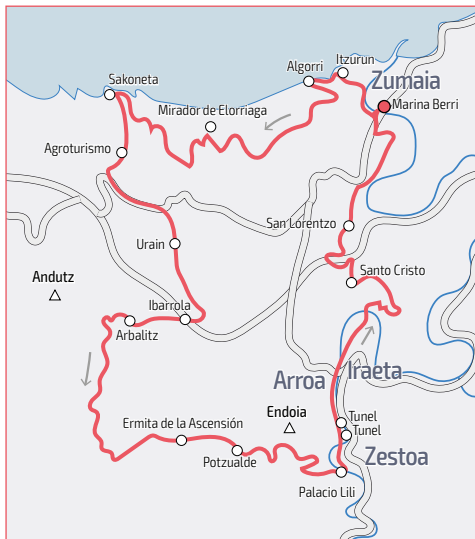 Itzurun
Algorri
Zumaia
Sakoneta
Marina Berri
Mirador de Elorriaga
Agroturismo
San Lorentzo
Urain
Santo Cristo
Andutz
Ibarrola
Arbalitz
Iraeta
Arroa
Endoia
Tunel
Ermita de la Ascensión
Tunel
Zestoa
Potzualde
Palacio Lili